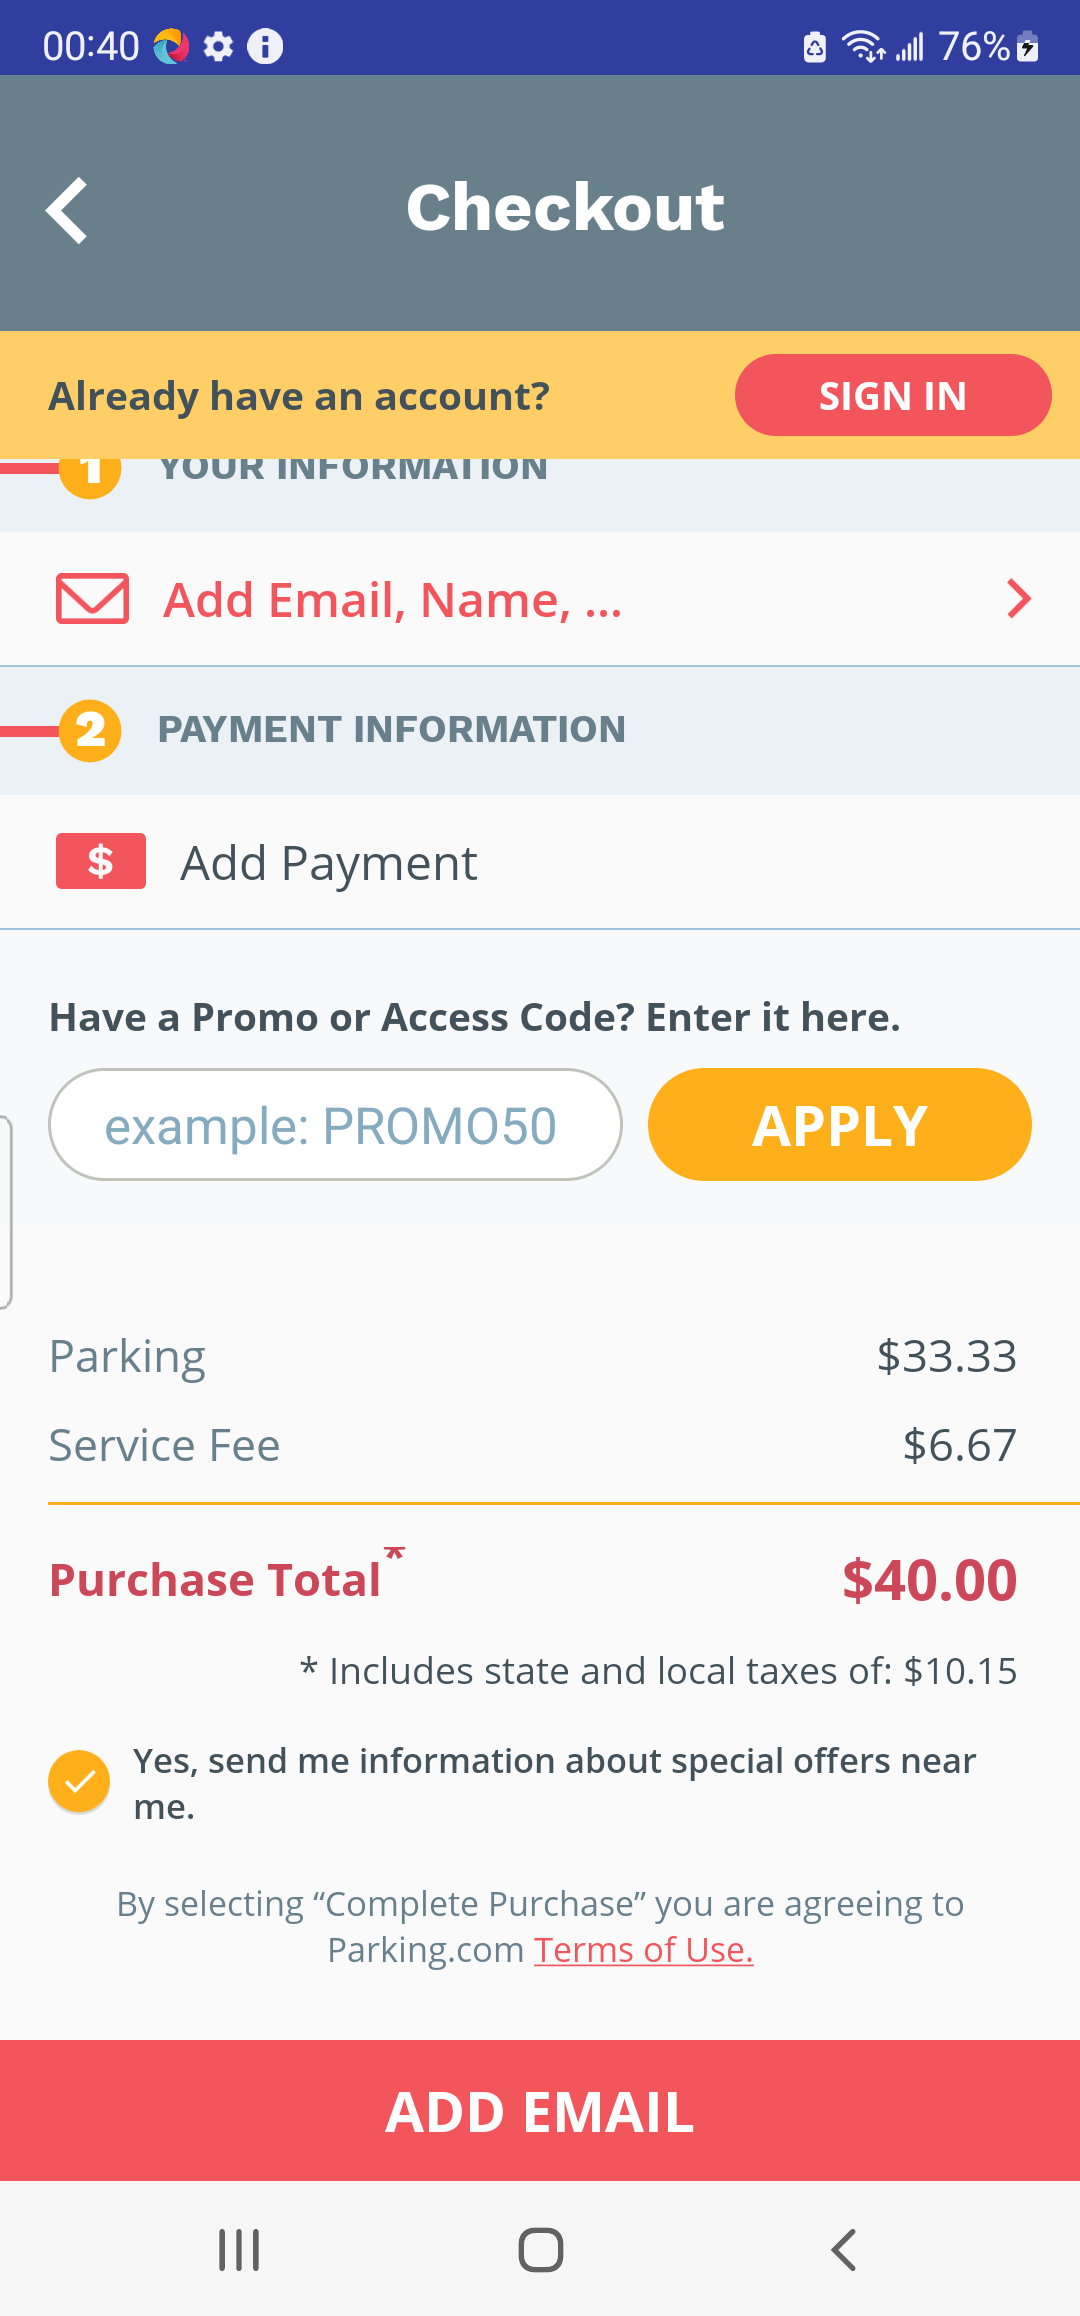 00:40
76%
Checkout
Already have an account?
SIGN IN
1 YOUR INFORMATION
Add Email, Name, ...
2 PAYMENT INFORMATION
$ Add Payment
Have a Promo or Access Code? Enter it here.
example: PROMO50
APPLY
Parking $33.33
Service Fee $6.67
Purchase Total* $40.00
* Includes state and local taxes of: $10.15
Yes, send me information about special offers near
me.
By selecting “Complete Purchase” you are agreeing to
Parking.com Terms of Use.
ADD EMAIL